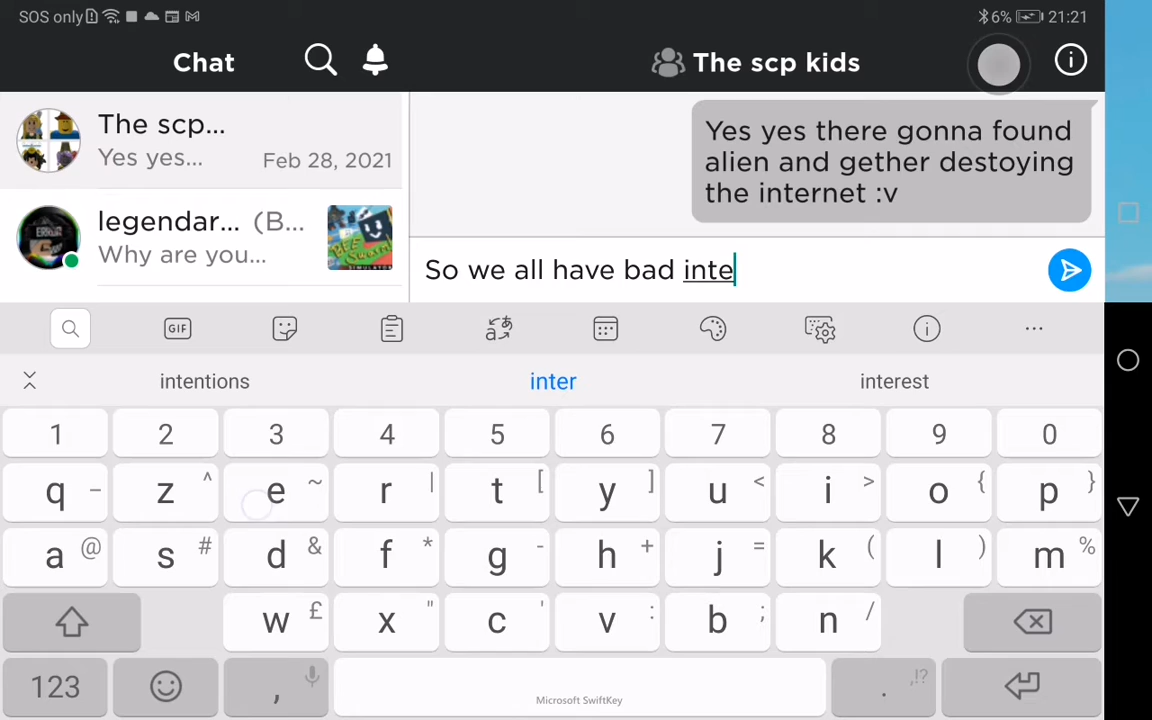 SOS only 6% 21:21
Chat
The scp kids
The scp...
Yes yes... Feb 28, 2021
legendar... (B...
Why are you...
Yes yes there gonna found
alien and gether destoying
the internet :v
So we all have bad inte
GIF
intentions inter interest
1 2 3 4 5 6 7 8 9 0
q _ z ^ e ~ r | t [ y ] u < i > o { p }
a @ s # d & f * g - h + j = k ( l ) m %
w £ x " c ' v : b ; n /
123 , . ,!?
Microsoft SwiftKey